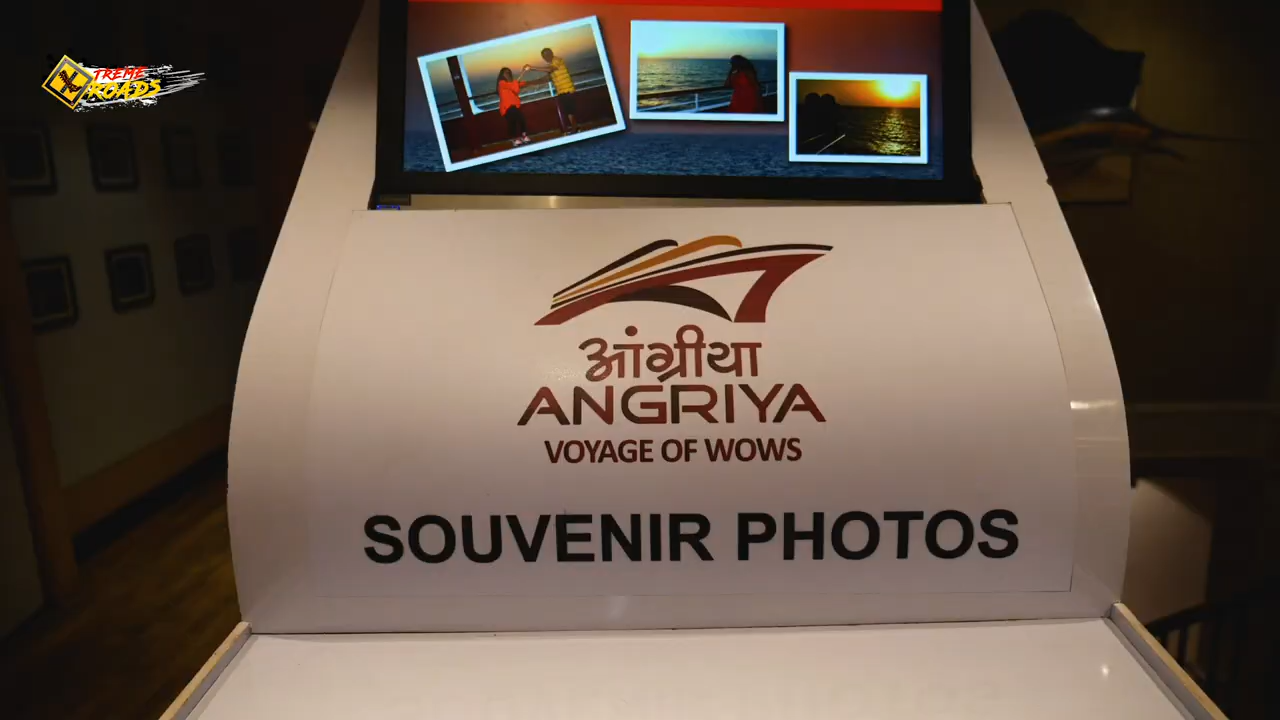 XTREME
ROADS
आंग्रीया
ANGRIYA
VOYAGE OF WOWS
SOUVENIR PHOTOS